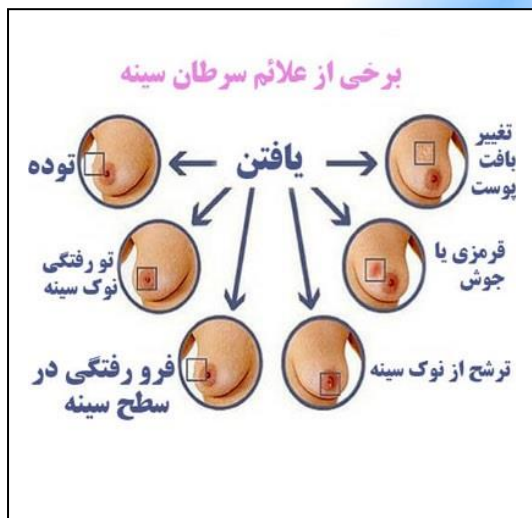 برخی از علائم سرطان سینه
یافتن
تغییر
بافت
پوست
قرمزی یا
جوش
ترشح از نوک سینه
توده
تو رفتگی
نوک سینه
فرو رفتگی در
سطح سینه